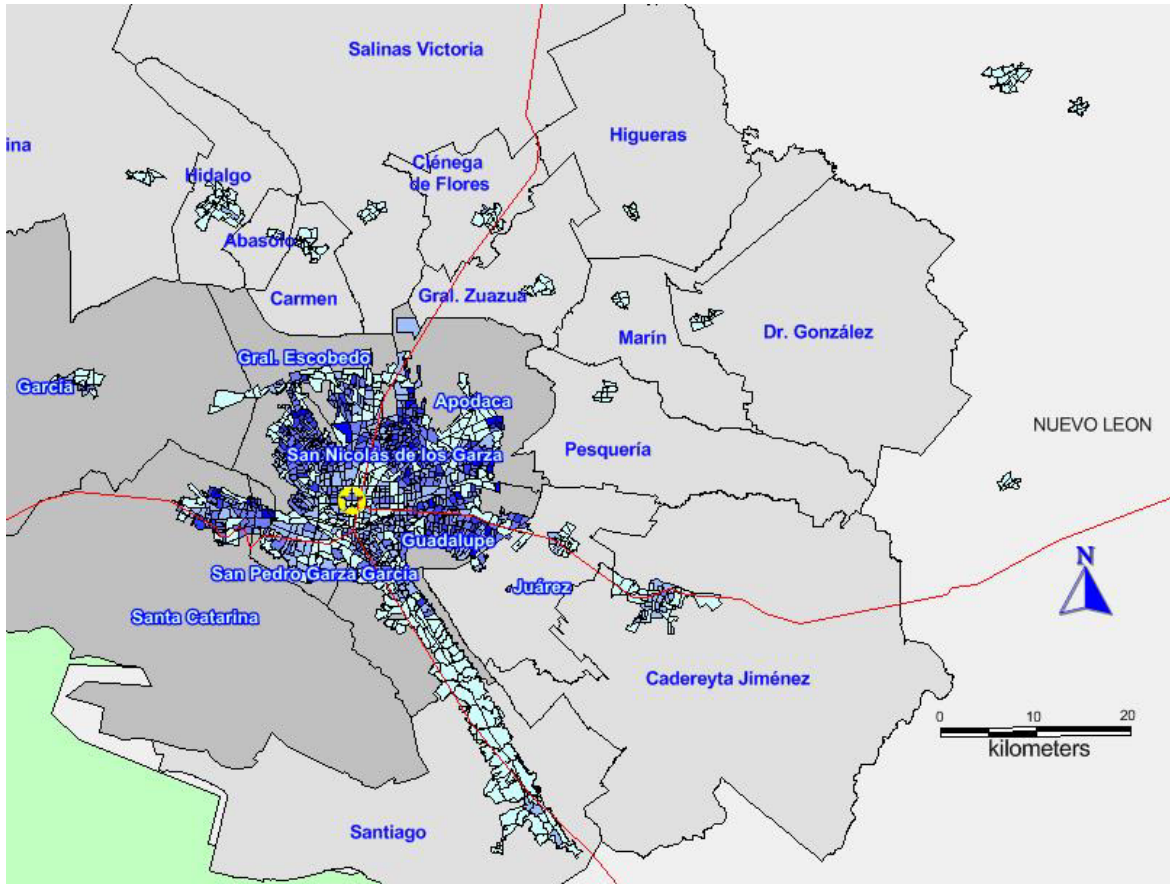 Salinas Victoria
Higueras
ina
Hidalgo
Ciénega
de Flores
Abasolo
Carmen
Gral. Zuazua
Marín
Dr. González
Gral. Escobedo
García
Apodaca
NUEVO LEON
San Nicolás de los Garza
Pesquería
Guadalupe
N
San Pedro Garza García
Juárez
Santa Catarina
Cadereyta Jiménez
0 10 20
kilometers
Santiago